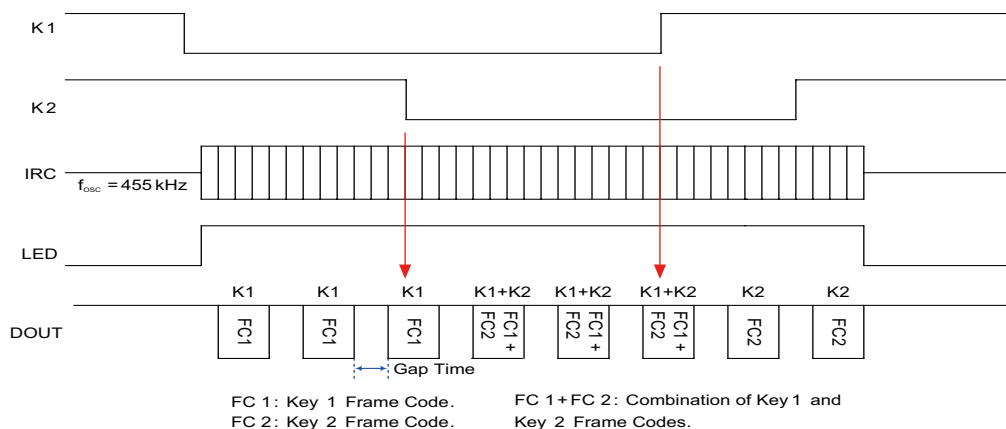 K1
K2
IRC
fosc = 455 kHz
LED
K1 K1 K1 K1+K2 K1+K2 K1+K2 K2 K2
DOUT
FC1 FC1 FC1 FC1 + FC2 FC1 + FC2 FC1 + FC2 FC2 FC2
Gap Time
FC 1: Key 1 Frame Code.
FC 2: Key 2 Frame Code.
FC 1+FC 2: Combination of Key 1 and
Key 2 Frame Codes.